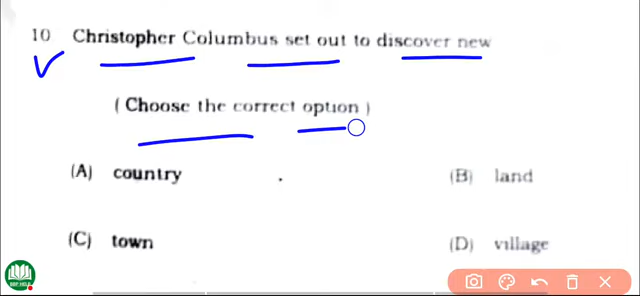 10 Christopher Columbus set out to discover new
( Choose the correct option )
(A) country
(B) land
(C) town
(D) village